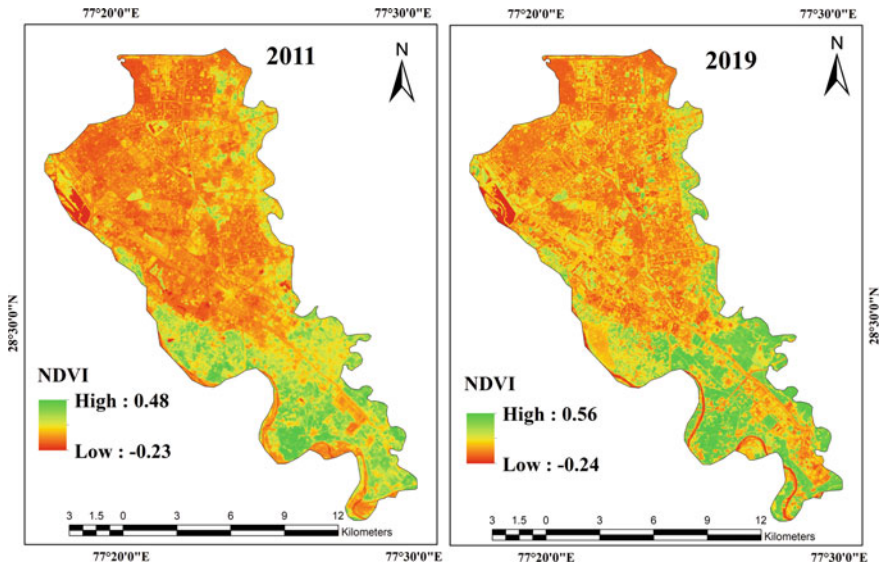 77°20'0"E 77°30'0"E 77°20'0"E 77°30'0"E
2011
N
2019
N
28°30'0"N
28°30'0"N
NDVI
High : 0.48
Low : -0.23
NDVI
High : 0.56
Low : -0.24
3 1.5 0 3 6 9 12
Kilometers
3 1.5 0 3 6 9 12
Kilometers
77°20'0"E 77°30'0"E 77°20'0"E 77°30'0"E